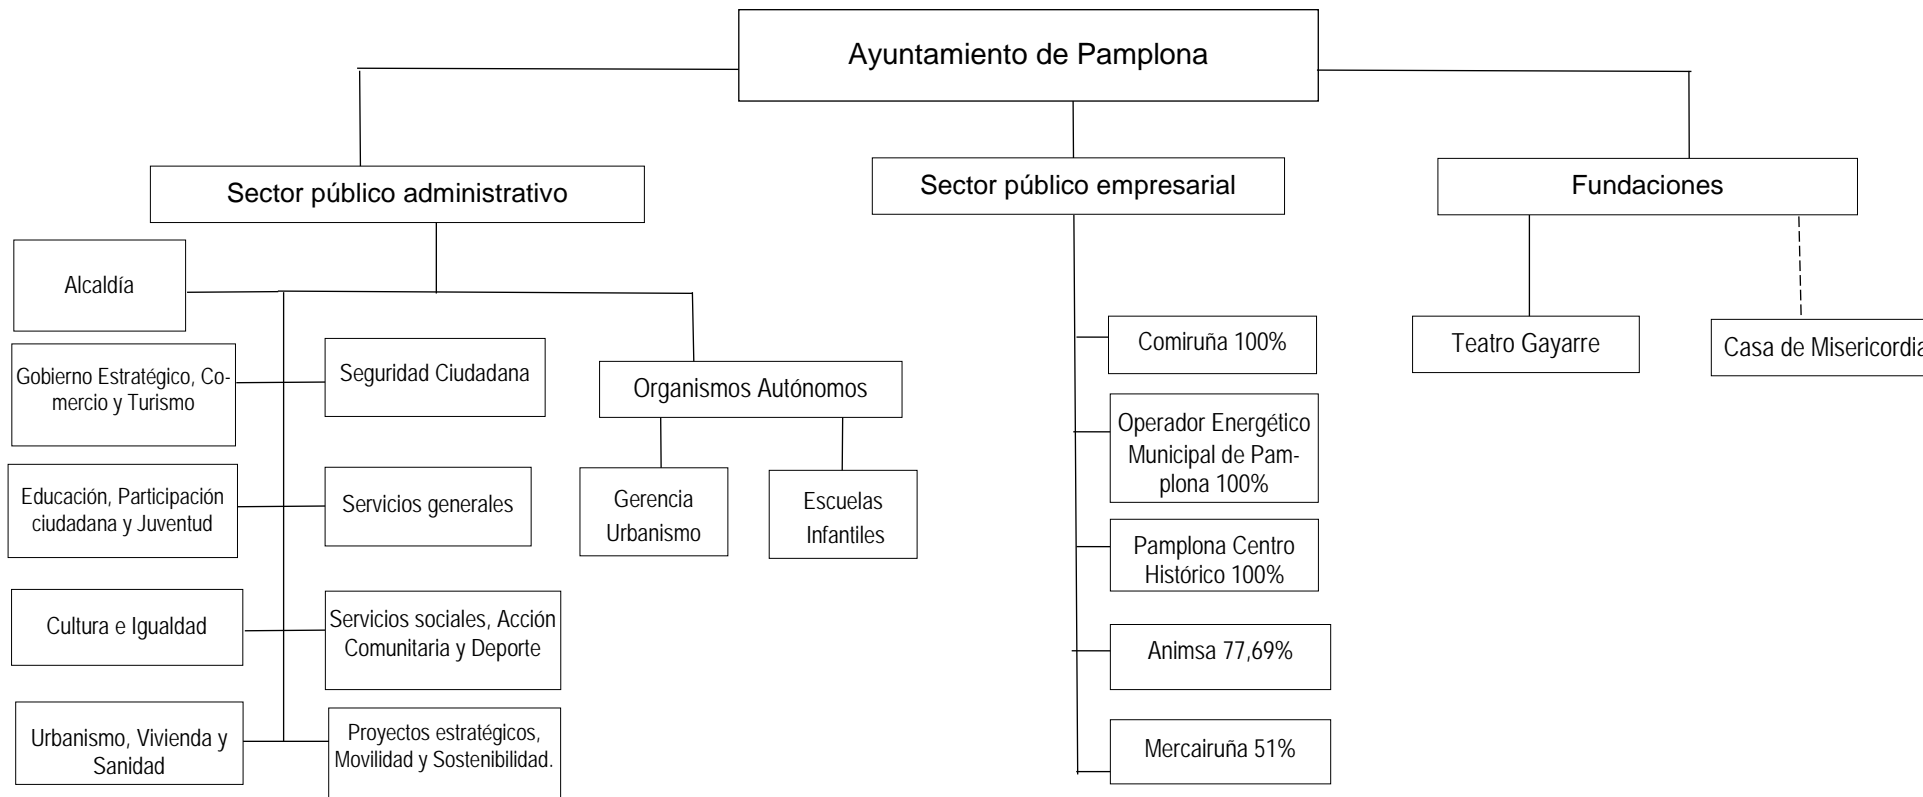 Ayuntamiento de Pamplona
Sector público administrativo
Sector público empresarial
Fundaciones
Alcaldía
Gobierno Estratégico, Co-
mercio y Turismo
Seguridad Ciudadana
Educación, Participación
ciudadana y Juventud
Servicios generales
Cultura e Igualdad
Servicios sociales, Acción
Comunitaria y Deporte
Urbanismo, Vivienda y
Sanidad
Proyectos estratégicos,
Movilidad y Sostenibilidad.
Organismos Autónomos
Gerencia
Urbanismo
Escuelas
Infantiles
Comiruña 100%
Operador Energético
Municipal de Pam-
plona 100%
Pamplona Centro
Histórico 100%
Animsa 77,69%
Mercairuña 51%
Teatro Gayarre
Casa de Misericordia